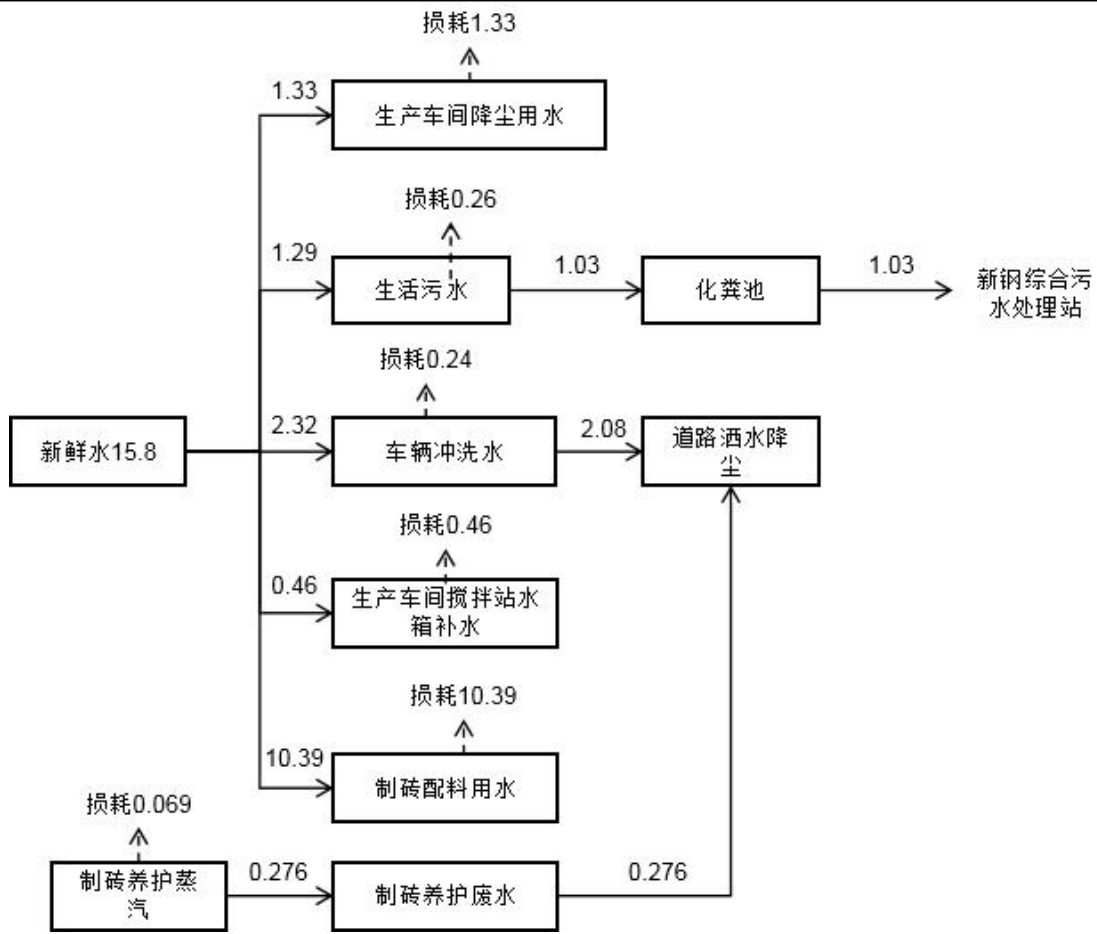 损耗1.33
1.33
生产车间降尘用水
损耗0.26
1.29
生活污水
1.03
化粪池
1.03
新钢综合污
水处理站
损耗0.24
新鲜水15.8
2.32
车辆冲洗水
2.08
道路洒水降
尘
损耗0.46
0.46
生产车间搅拌站水
箱补水
损耗10.39
10.39
制砖配料用水
损耗0.069
制砖养护蒸
汽
0.276
制砖养护废水
0.276